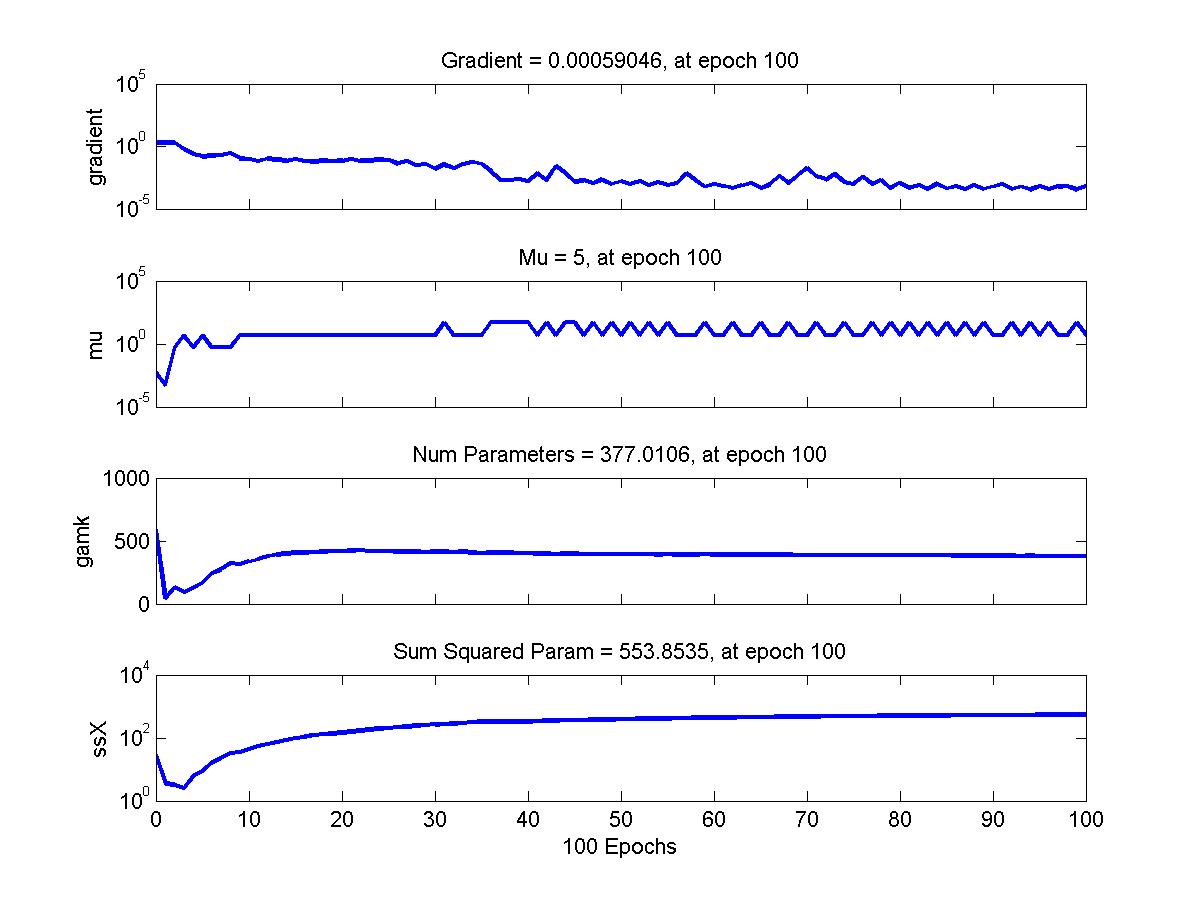 Gradient = 0.00059046, at epoch 100
10^5
10^0
10^-5
gradient
Mu = 5, at epoch 100
10^5
10^0
10^-5
mu
Num Parameters = 377.0106, at epoch 100
1000
500
0
gamk
Sum Squared Param = 553.8535, at epoch 100
10^4
10^2
10^0
ssX
0 10 20 30 40 50 60 70 80 90 100
100 Epochs